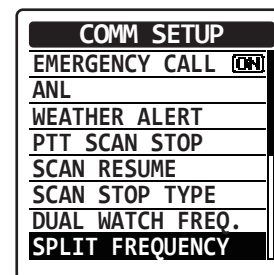 COMM SETUP
EMERGENCY CALL ON
ANL
WEATHER ALERT
PTT SCAN STOP
SCAN RESUME
SCAN STOP TYPE
DUAL WATCH FREQ.
SPLIT FREQUENCY